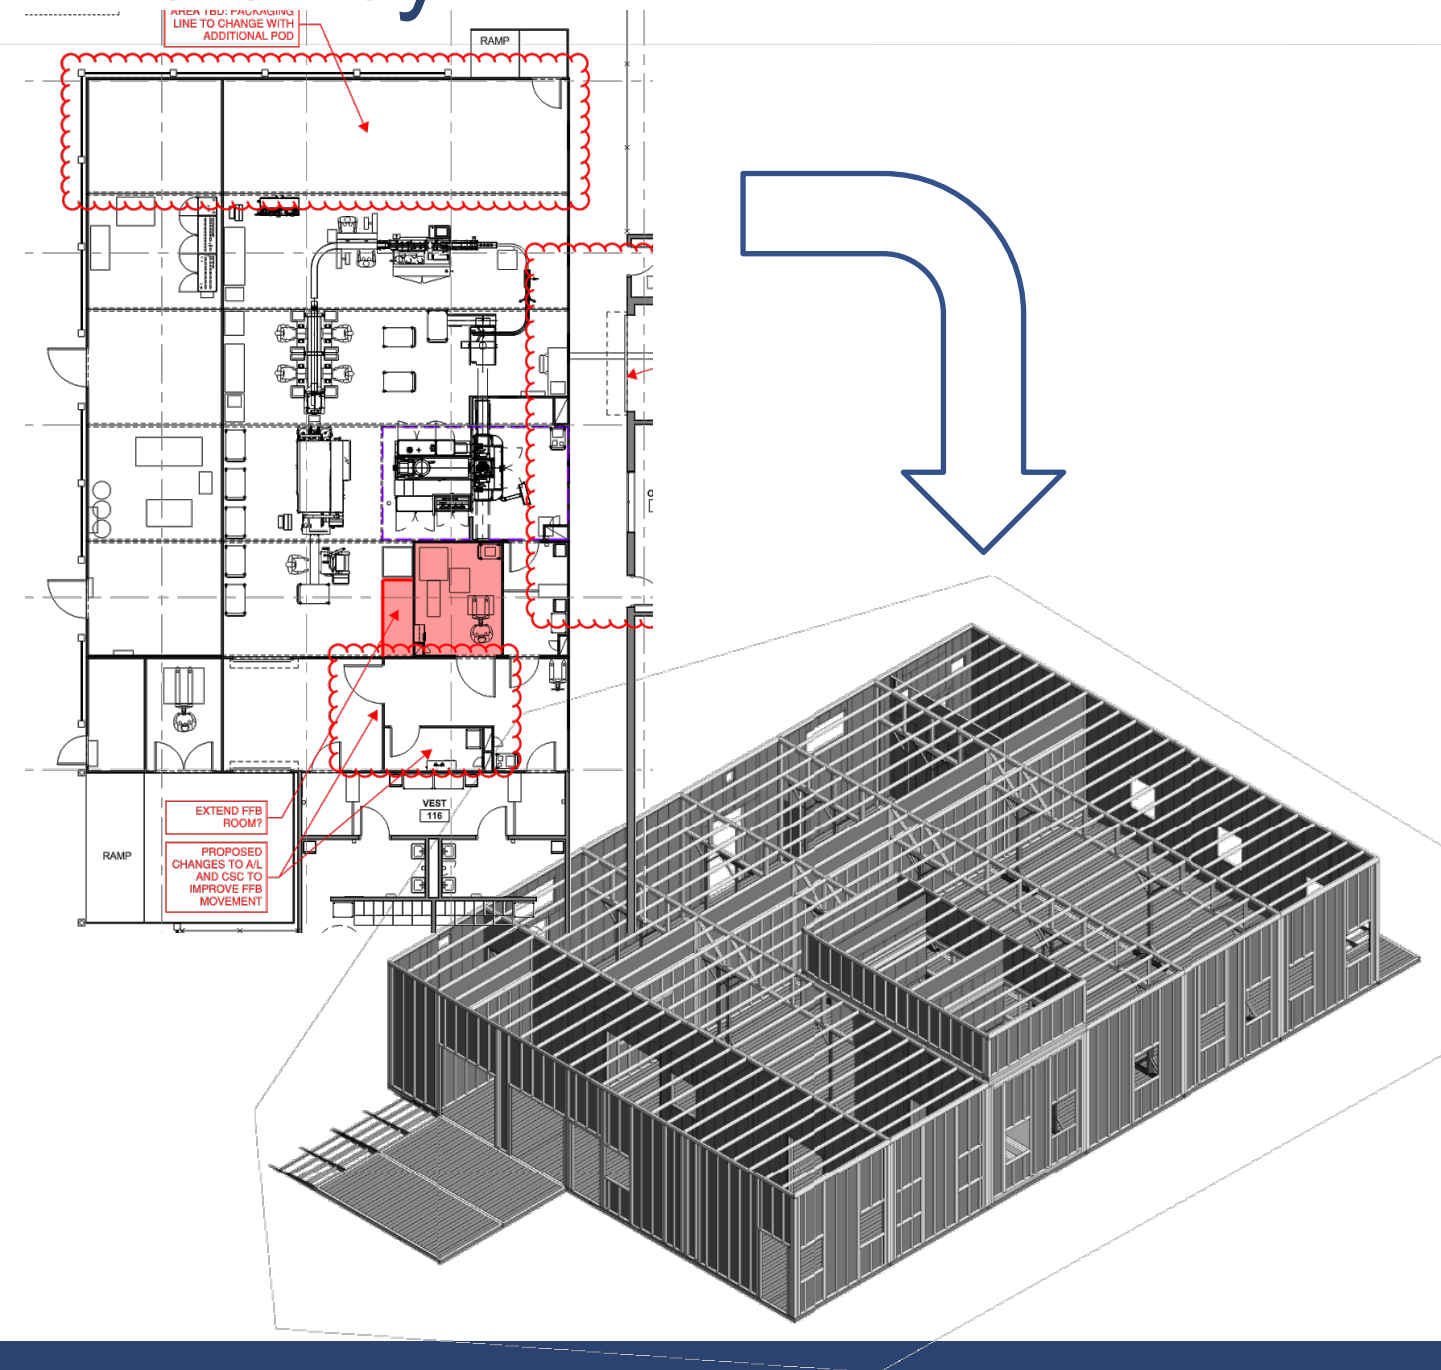 AREA TBD: PACKAGING
LINE TO CHANGE WITH
ADDITIONAL POD
RAMP
EXTEND FFB
ROOM?
PROPOSED
CHANGES TO A/L
AND CSC TO
IMPROVE FFB
MOVEMENT
VEST
116
RAMP